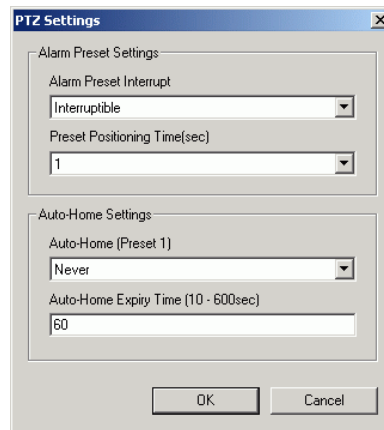 PTZ Settings
Alarm Preset Settings
Alarm Preset Interrupt
Interruptible
Preset Positioning Time(sec)
1
Auto-Home Settings
Auto-Home (Preset 1)
Never
Auto-Home Expiry Time (10 - 600sec)
60
OK Cancel